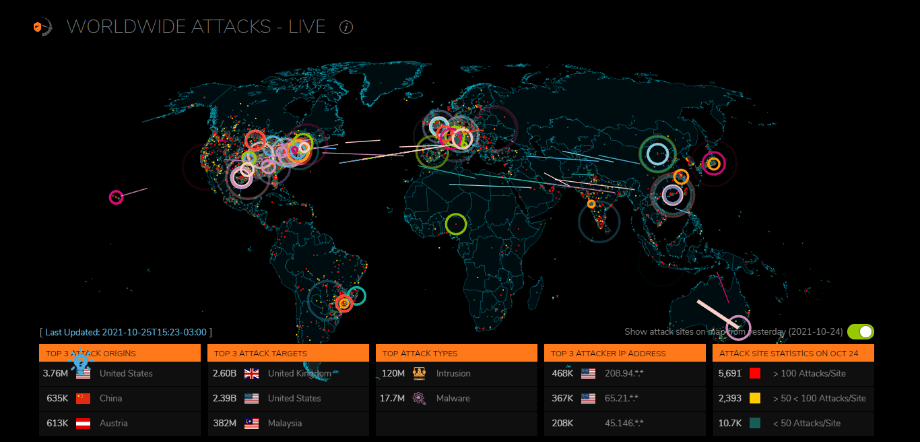 WORLDWIDE ATTACKS - LIVE
[ Last Updated: 2021-10-25T15:23-03:00 ]
Show attack sites on map from yesterday (2021-10-24)
TOP 3 ATTACK ORIGINS
3.76M United States
635K China
613K Austria
TOP 3 ATTACK TARGETS
2.60B United Kingdom
2.39B United States
382M Malaysia
TOP ATTACK TYPES
120M Intrusion
17.7M Malware
TOP 3 ATTACKER IP ADDRESS
468K 208.94.*.*
367K 65.21.*.*
208K 45.146.*.*
ATTACK SITE STATISTICS ON OCT 24
5,691 > 100 Attacks/Site
2,393 > 50 < 100 Attacks/Site
10.7K < 50 Attacks/Site